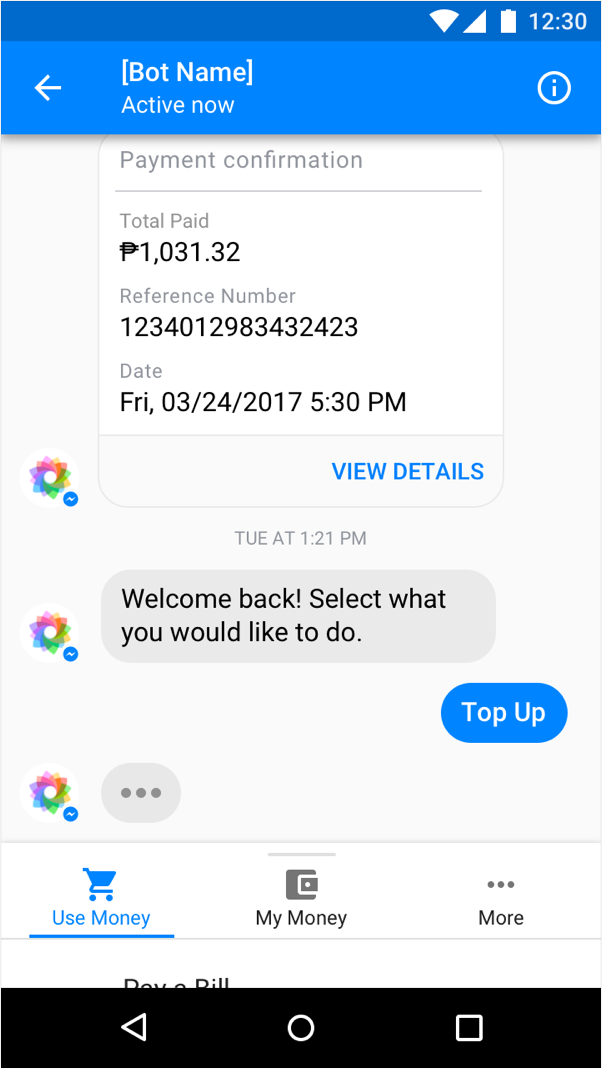 12:30
[Bot Name]
Active now
Payment confirmation
Total Paid
₱1,031.32
Reference Number
1234012983432423
Date
Fri, 03/24/2017 5:30 PM
VIEW DETAILS
TUE AT 1:21 PM
Welcome back! Select what
you would like to do.
Top Up
Use Money
My Money
More
Pay a Bill